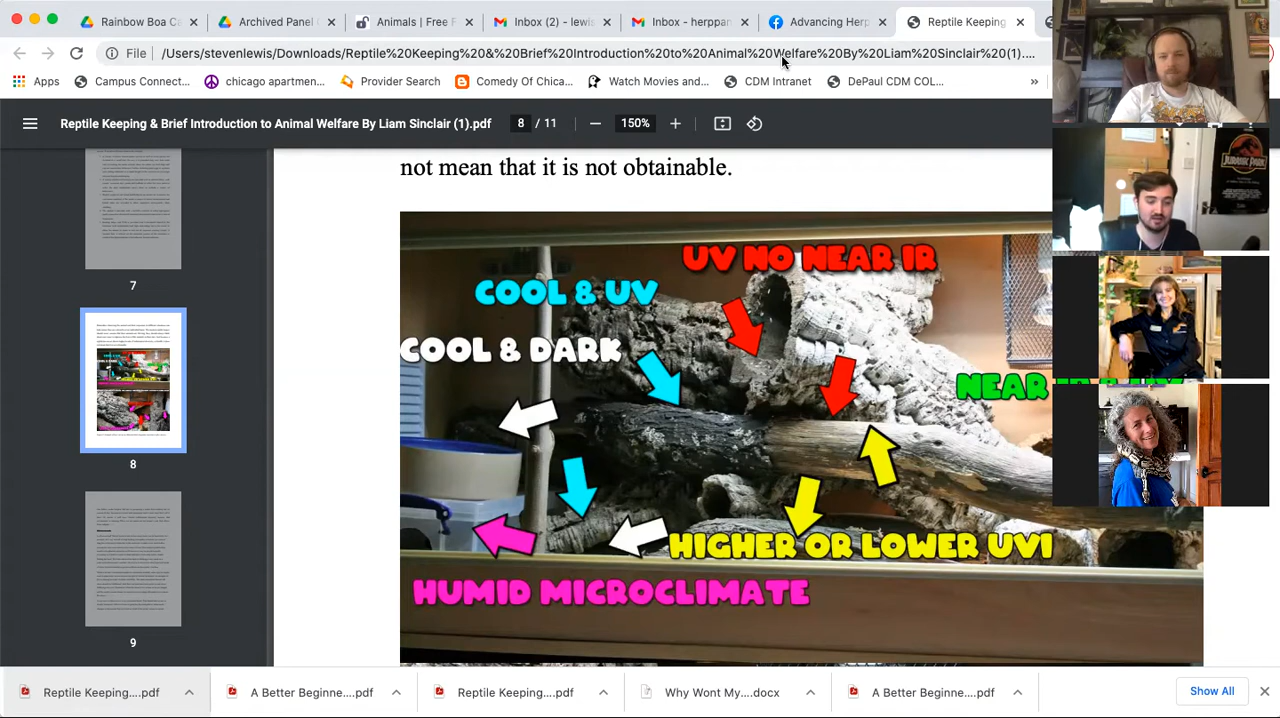 Rainbow Boa C
Archived Panel
Animals | Free F
Inbox (2) - lewis
Inbox - herppan
Advancing Herp
Reptile Keeping
File
/Users/stevenlewis/Downloads/Reptile%20Keeping%20&%20Brief%20Introduction%20to%20Animal%20Welfare%20By%20Liam%20Sinclair%20(1)....
Apps
Campus Connect...
chicago apartmen...
Provider Search
Comedy Of Chica...
Watch Movies and...
CDM Intranet
DePaul CDM COL...
»
Reptile Keeping & Brief Introduction to Animal Welfare By Liam Sinclair (1).pdf
8 / 11
150%
not mean that it is not obtainable.
UV NO NEAR IR
COOL & UV
COOL & DARK
NEAR
HIGHER OR LOWER UVI
HUMID MICROCLIMATE
7
8
9
JURASSIC PARK
Reptile Keeping....pdf
A Better Beginne....pdf
Reptile Keeping....pdf
Why Wont My....docx
A Better Beginne....pdf
Show All